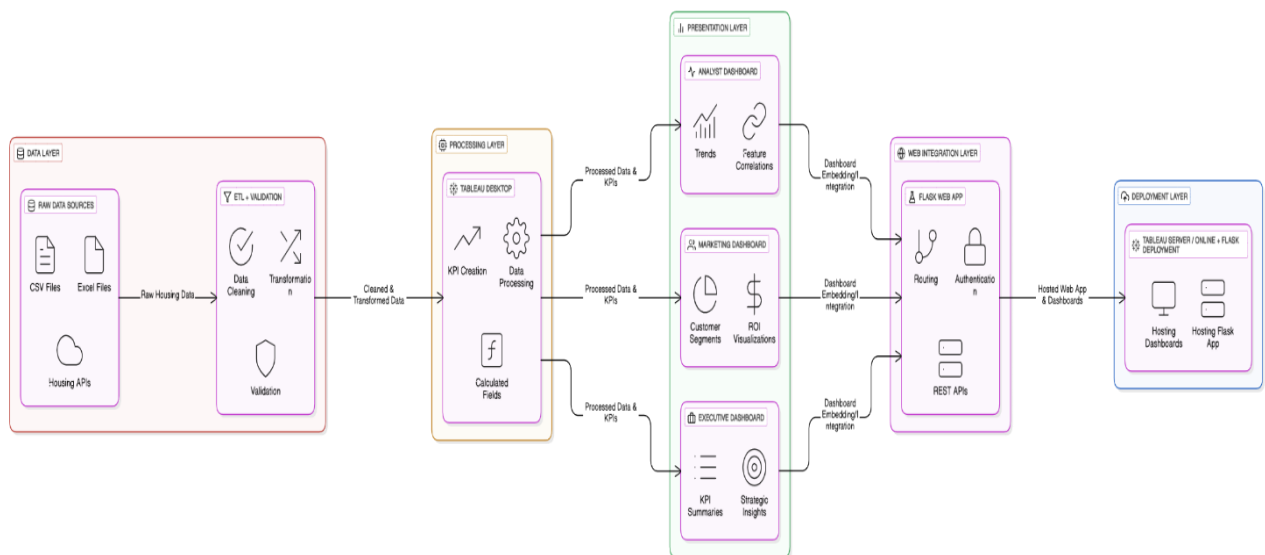 DATA LAYER
RAW DATA SOURCES
CSV Files
Excel Files
Housing APIs
Raw Housing Data
ETL + VALIDATION
Data
Cleaning
Transformatio
n
Validation
Cleaned &
Transformed Data
PROCESSING LAYER
TABLEAU DESKTOP
KPI Creation
Data
Processing
Calculated
Fields
Processed Data &
KPIs
Processed Data &
KPIs
Processed Data &
KPIs
PRESENTATION LAYER
ANALYST DASHBOARD
Trends
Feature
Correlations
MARKETING DASHBOARD
Customer
Segments
ROI
Visualizations
EXECUTIVE DASHBOARD
KPI
Summaries
Strategic
Insights
Dashboard
Embedding/I
ntegration
Dashboard
Embedding/I
ntegration
Dashboard
Embedding/I
ntegration
WEB INTEGRATION LAYER
FLASK WEB APP
Routing
Authenticatio
n
REST APIs
Hosted Web App
& Dashboards
DEPLOYMENT LAYER
TABLEAU SERVER / ONLINE + FLASK
DEPLOYMENT
Hosting
Dashboards
Hosting Flask
App